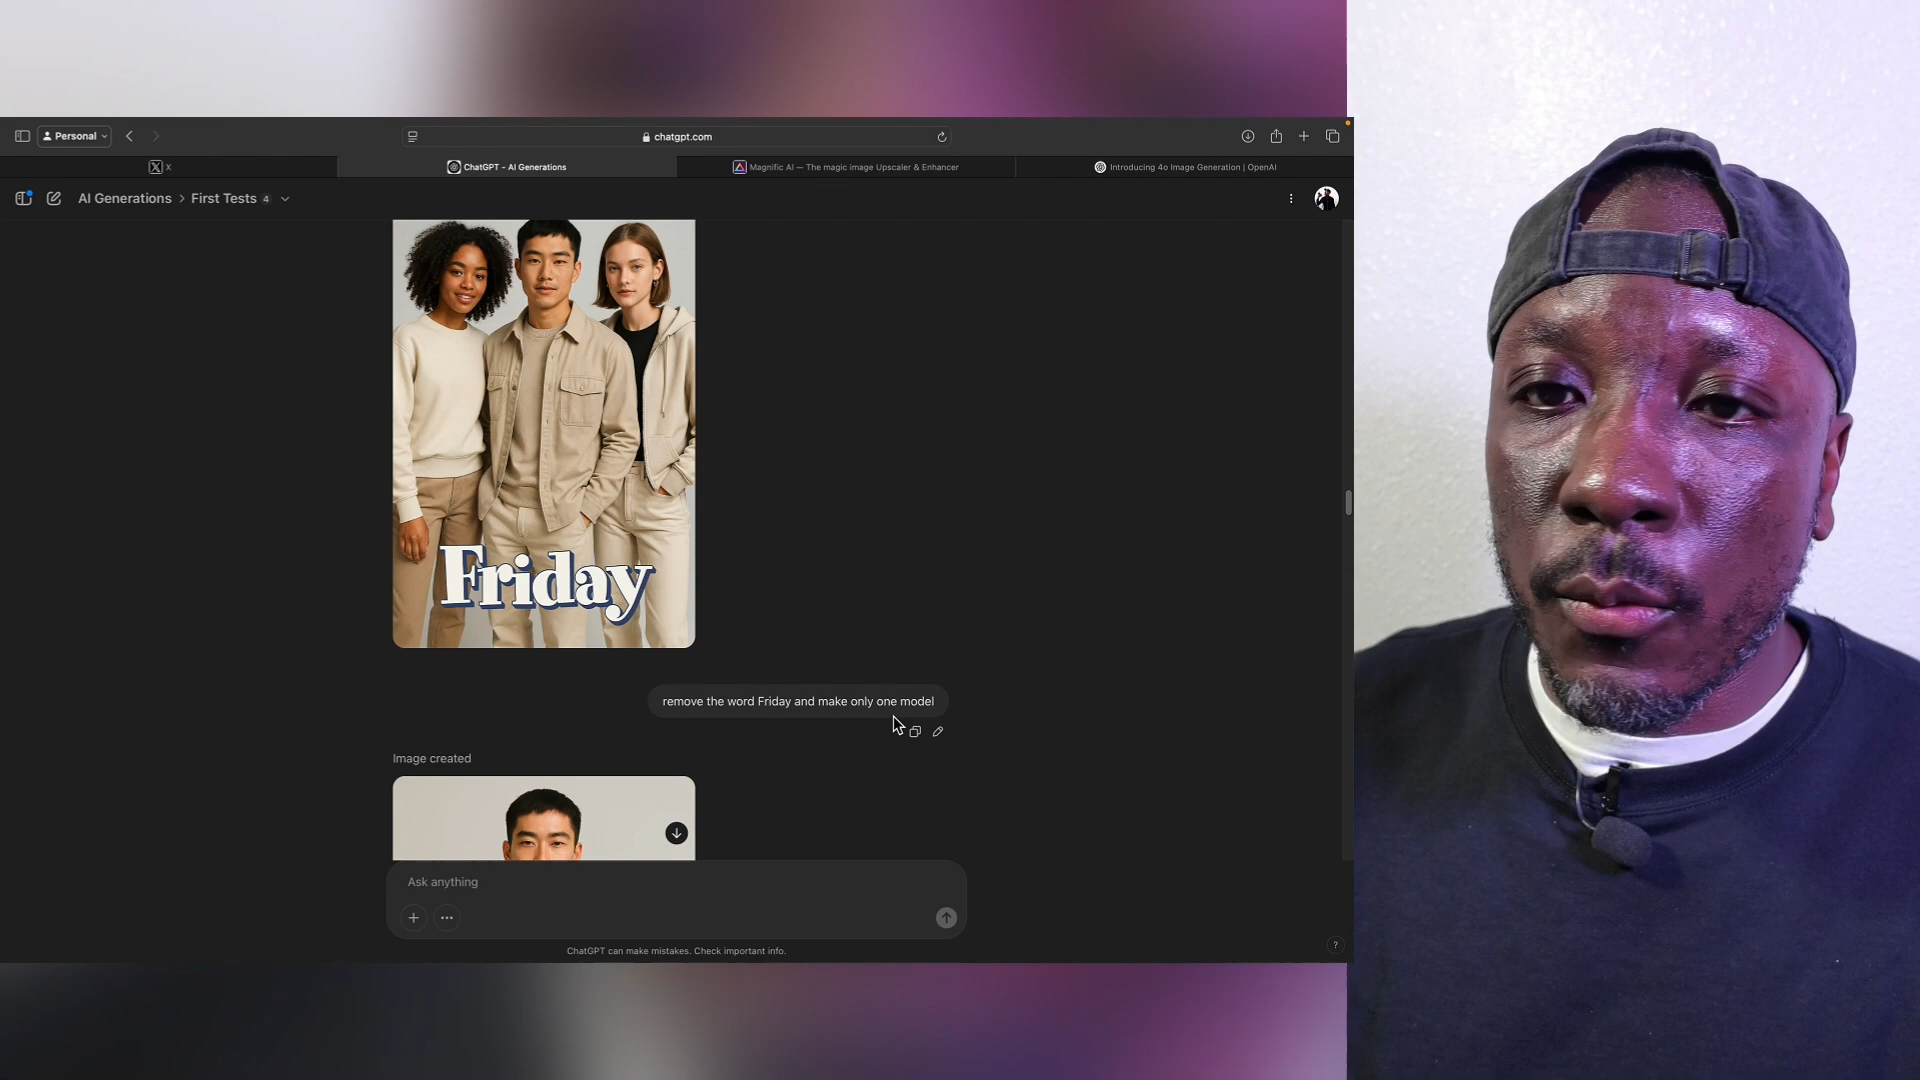 Personal
chatgpt.com
X
ChatGPT - AI Generations
Magnific AI — The magic image Upscaler & Enhancer
Introducing 4o Image Generation | OpenAI
AI Generations > First Tests 4
Friday
remove the word Friday and make only one model
Image created
Ask anything
ChatGPT can make mistakes. Check important info.
?